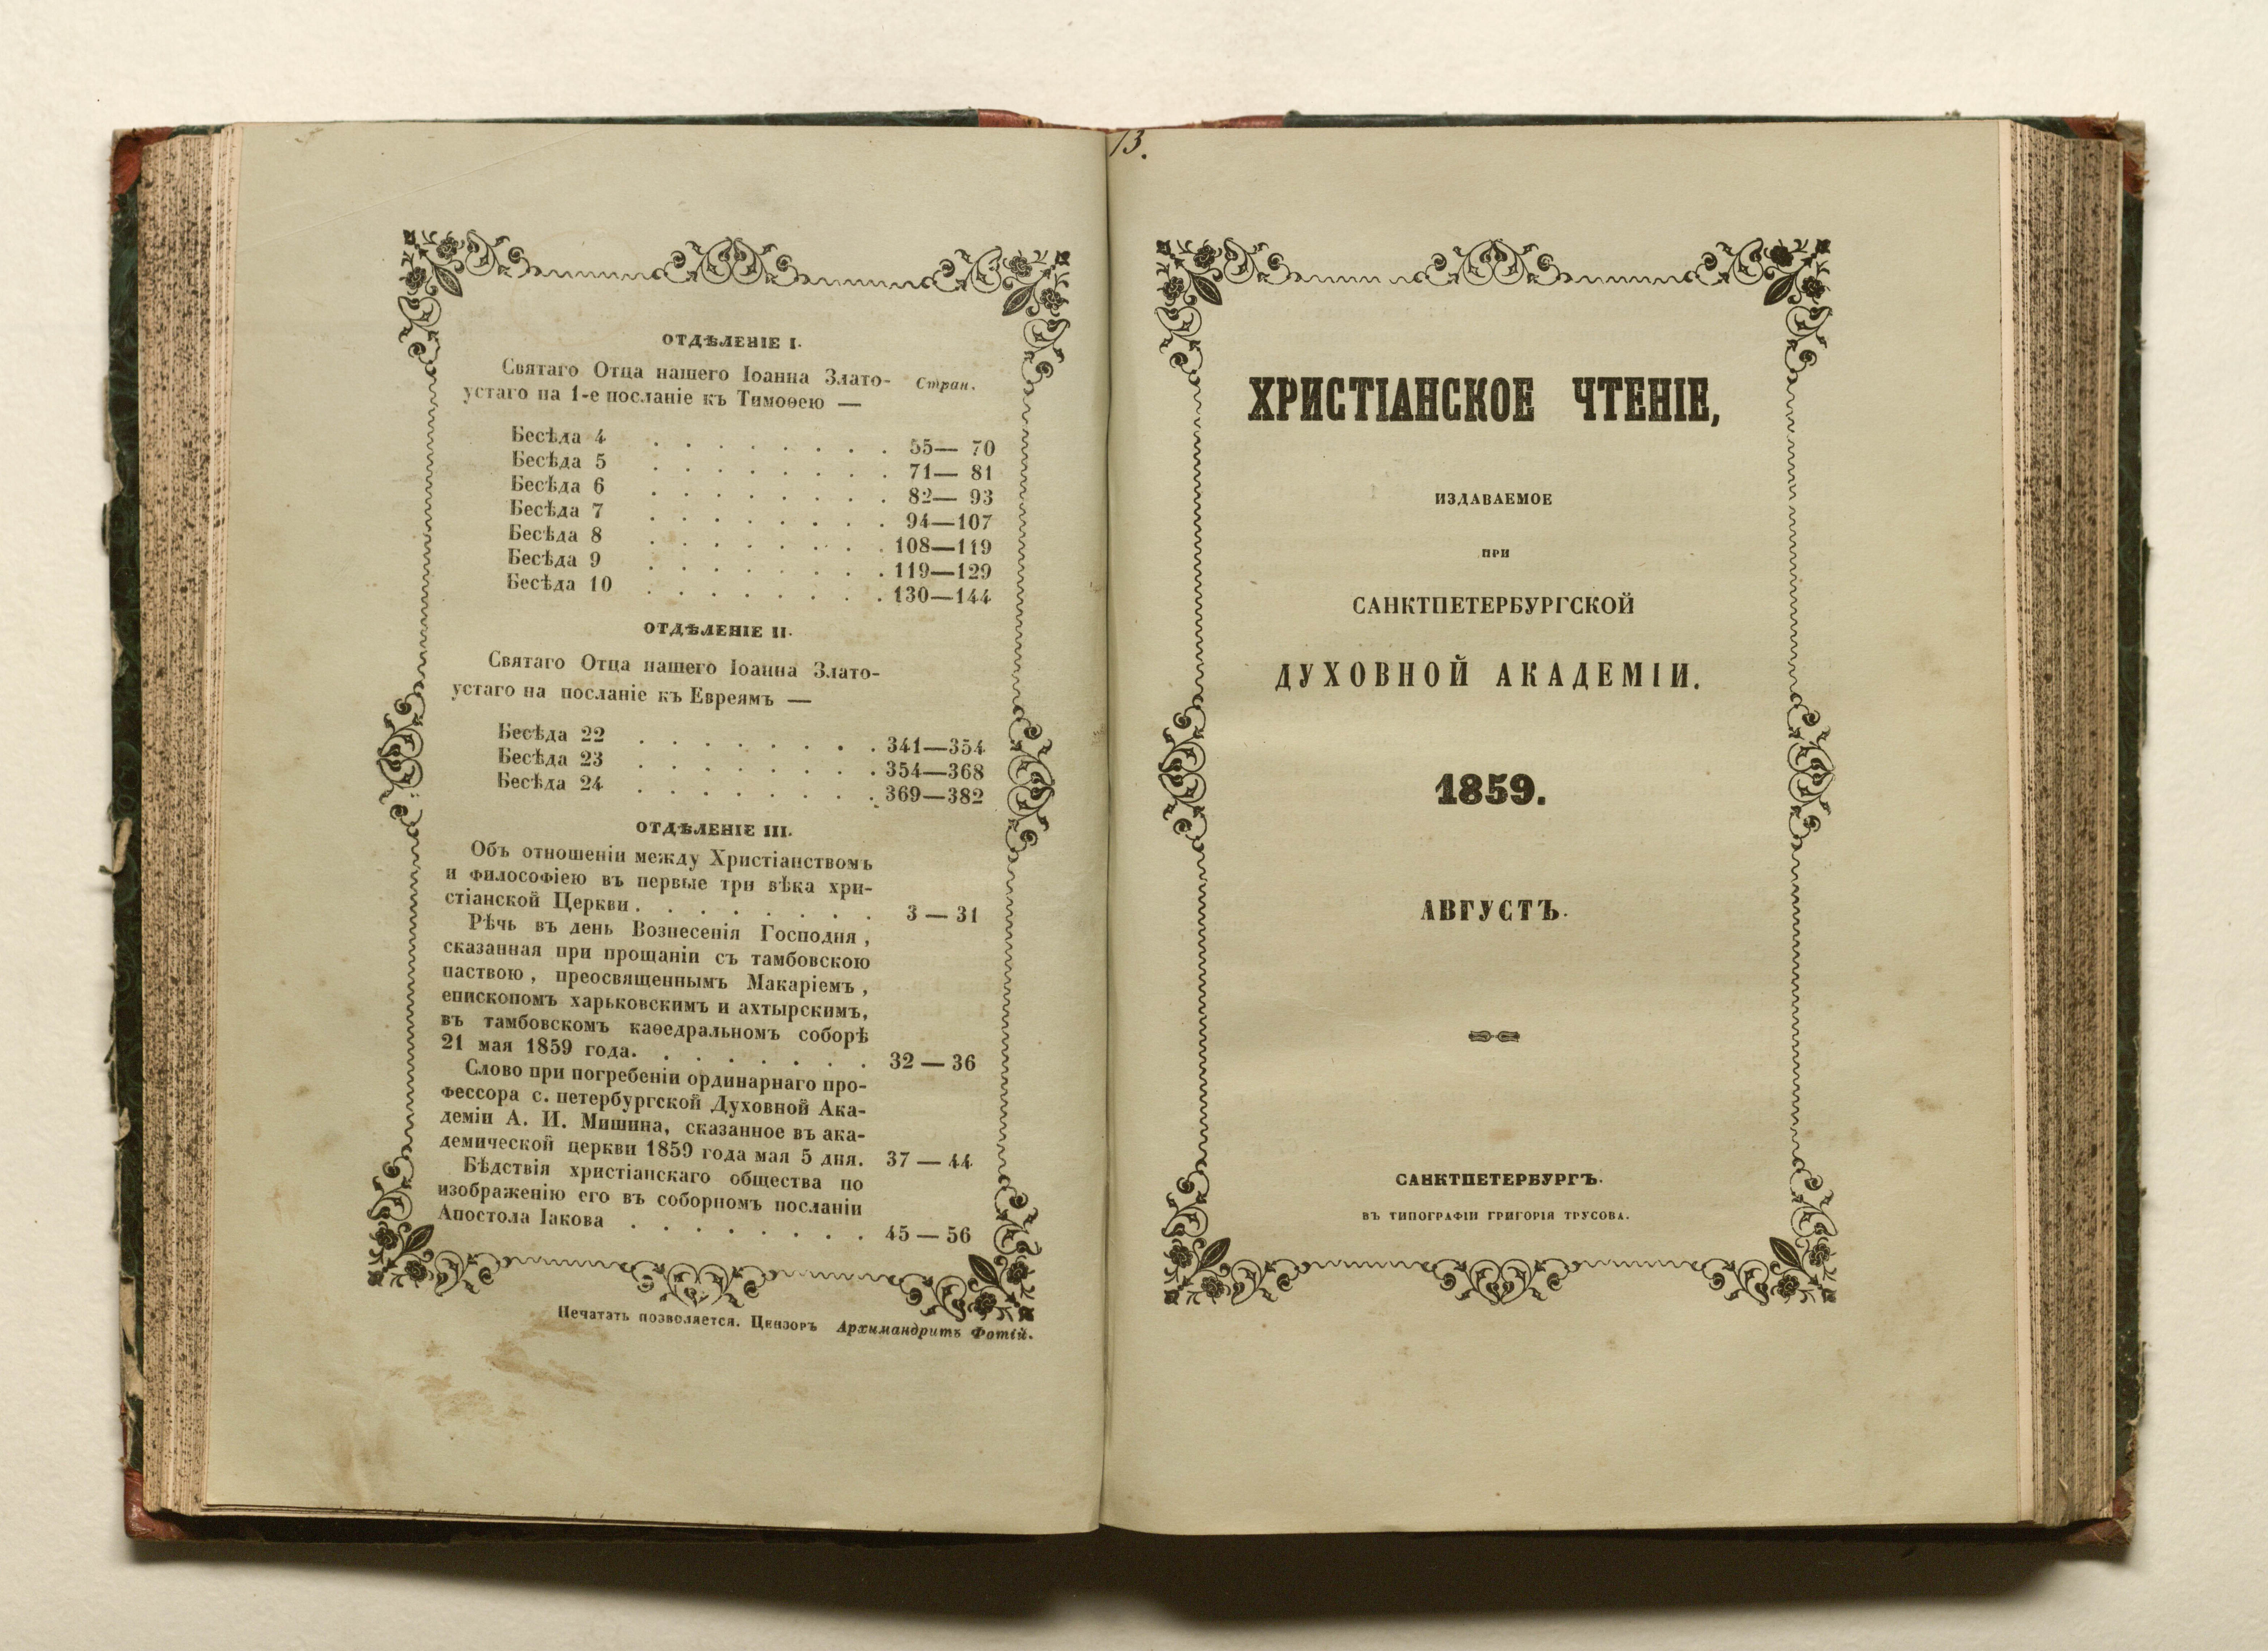 ОТДѢЛЕНІЕ I.
Стран.
Святаго Отца нашего Іоанна Злато-
устаго на 1-е посланіе къ Тимоѳею —
Бесѣда 4 . . . . . . . . 55— 70
Бесѣда 5 . . . . . . . . 71— 81
Бесѣда 6 . . . . . . . . 82— 93
Бесѣда 7 . . . . . . . . 94—107
Бесѣда 8 . . . . . . . . 108—119
Бесѣда 9 . . . . . . . . 119—129
Бесѣда 10 . . . . . . . . 130—144
ОТДѢЛЕНІЕ II.
Святаго Отца нашего Іоанна Злато-
устаго на посланіе къ Евреямъ —
Бесѣда 22 . . . . . . . . 341—354
Бесѣда 23 . . . . . . . . 354—368
Бесѣда 24 . . . . . . . . 369—382
ОТДѢЛЕНІЕ III.
Объ отношеніи между Христіанствомъ
и философіею въ первые три вѣка хри-
стіанской Церкви . . . . . . . . 3 — 31
Рѣчь въ день Вознесенія Господня,
сказанная при прощаніи съ тамбовскою
паствою, преосвященнымъ Макаріемъ,
епископомъ харьковскимъ и ахтырскимъ,
въ тамбовскомъ каѳедральномъ соборѣ
21 мая 1859 года. . . . . . . . 32 — 36
Слово при погребеніи ординарнаго про-
фессора с. петербургской Духовной Ака-
деміи А. И. Мишина, сказанное въ ака-
демической церкви 1859 года мая 5 дня. 37 — 44
Бѣдствія христіанскаго общества по
изображенію его въ соборномъ посланіи
Апостола Іакова . . . . . . . . 45 — 56
Печатать позволяется. Цензоръ Архимандритъ Фотій.
13.
ХРИСТІАНСКОЕ ЧТЕНІЕ,
ИЗДАВАЕМОЕ
ПРИ
САНКТПЕТЕРБУРГСКОЙ
ДУХОВНОЙ АКАДЕМІИ.
1859.
АВГУСТЪ.
САНКТПЕТЕРБУРГЪ.
ВЪ ТИПОГРАФІИ ГРИГОРІЯ ТРУСОВА.